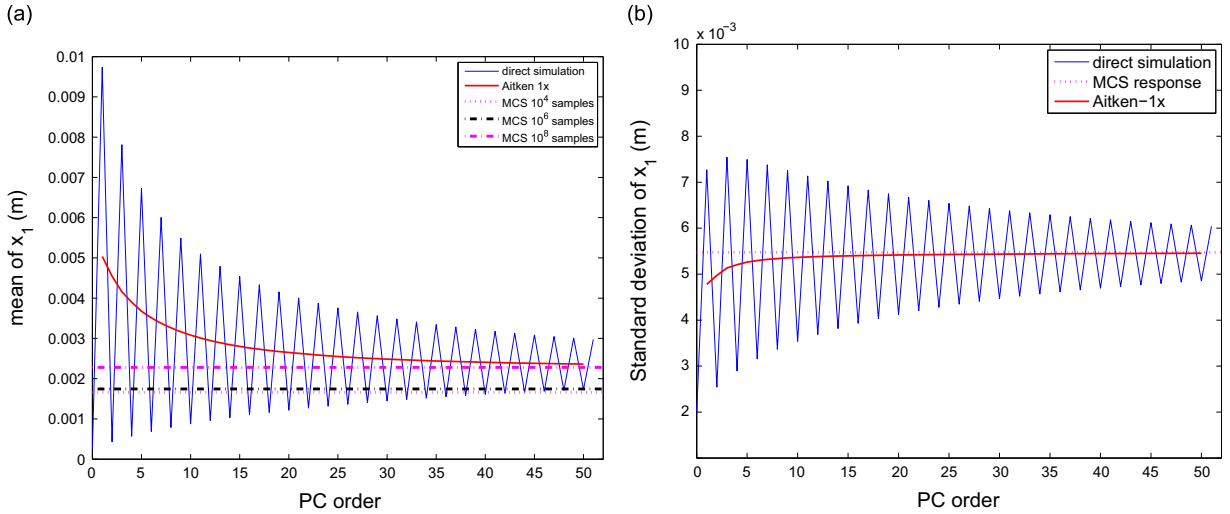 (a)
mean of x_1 (m)
0.01
0.009
0.008
0.007
0.006
0.005
0.004
0.003
0.002
0.001
0
0 5 10 15 20 25 30 35 40 45 50
PC order
direct simulation
Aitken 1x
MCS 10^4 samples
MCS 10^6 samples
MCS 10^8 samples
(b)
x 10^−3
Standard deviation of x_1 (m)
10
9
8
7
6
5
4
3
2
0 5 10 15 20 25 30 35 40 45 50
PC order
direct simulation
MCS response
Aitken−1x